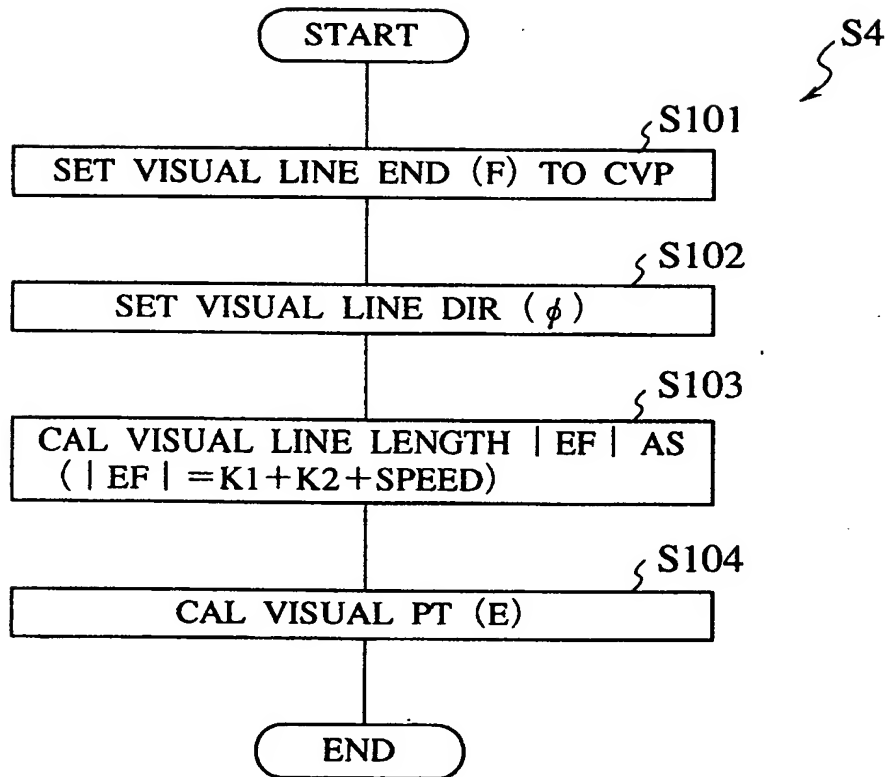 START
S4
S101
SET VISUAL LINE END (F) TO CVP
S102
SET VISUAL LINE DIR (ϕ)
S103
CAL VISUAL LINE LENGTH |EF| AS
(|EF|=K1+K2+SPEED)
S104
CAL VISUAL PT (E)
END